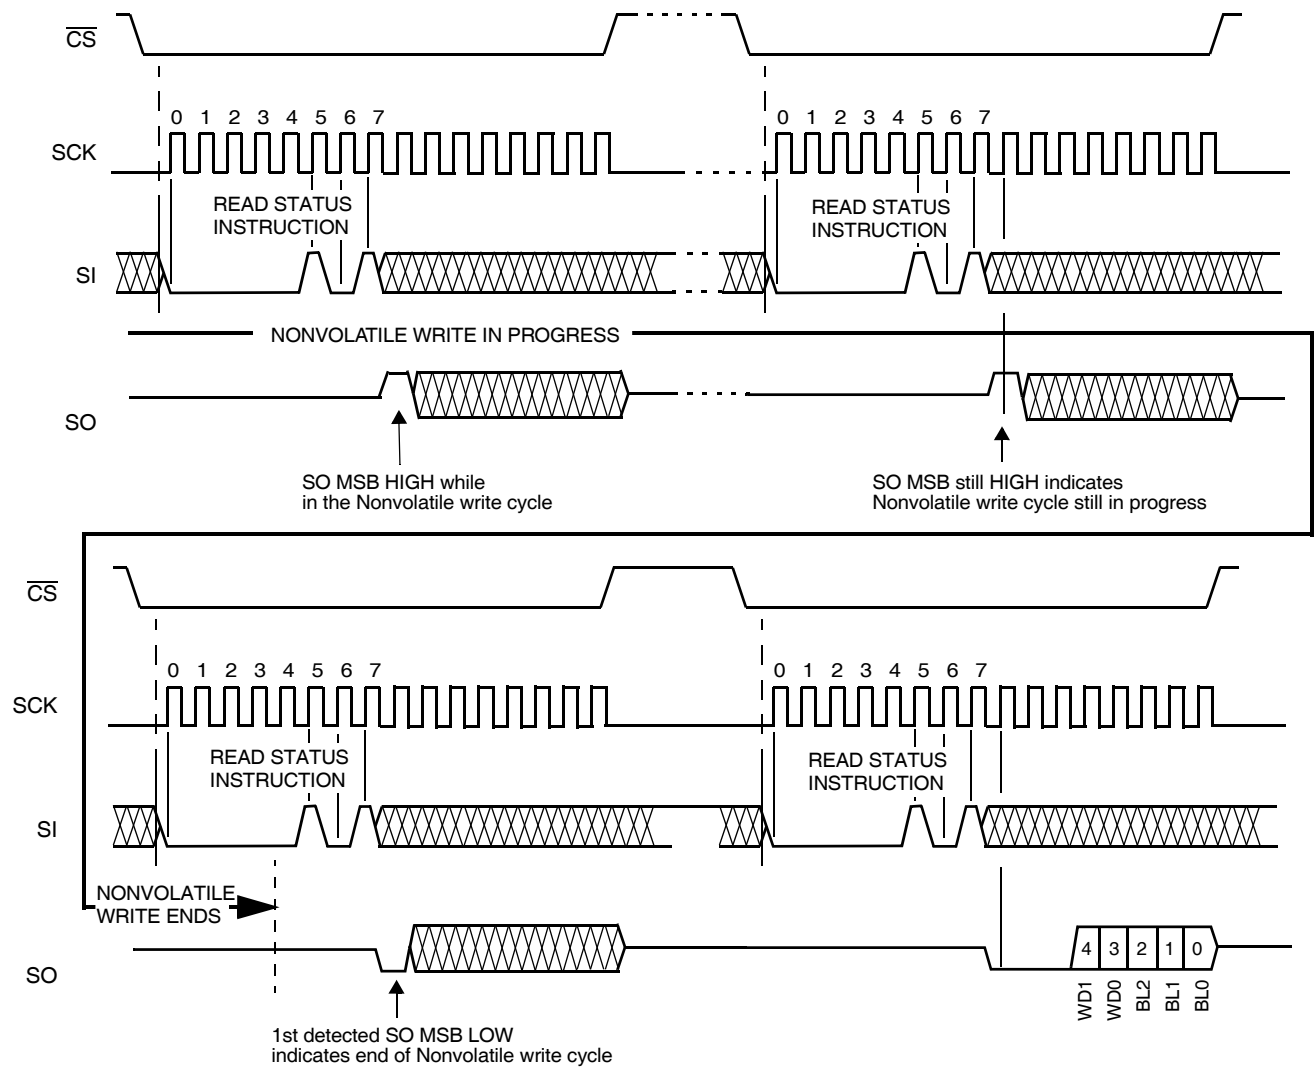 CS
0 1 2 3 4 5 6 7
0 1 2 3 4 5 6 7
SCK
READ STATUS
INSTRUCTION
READ STATUS
INSTRUCTION
SI
NONVOLATILE WRITE IN PROGRESS
SO
SO MSB HIGH while
in the Nonvolatile write cycle
SO MSB still HIGH indicates
Nonvolatile write cycle still in progress
CS
0 1 2 3 4 5 6 7
0 1 2 3 4 5 6 7
SCK
READ STATUS
INSTRUCTION
READ STATUS
INSTRUCTION
SI
NONVOLATILE
WRITE ENDS
SO
4 3 2 1 0
WD1
WD0
BL2
BL1
BL0
1st detected SO MSB LOW
indicates end of Nonvolatile write cycle